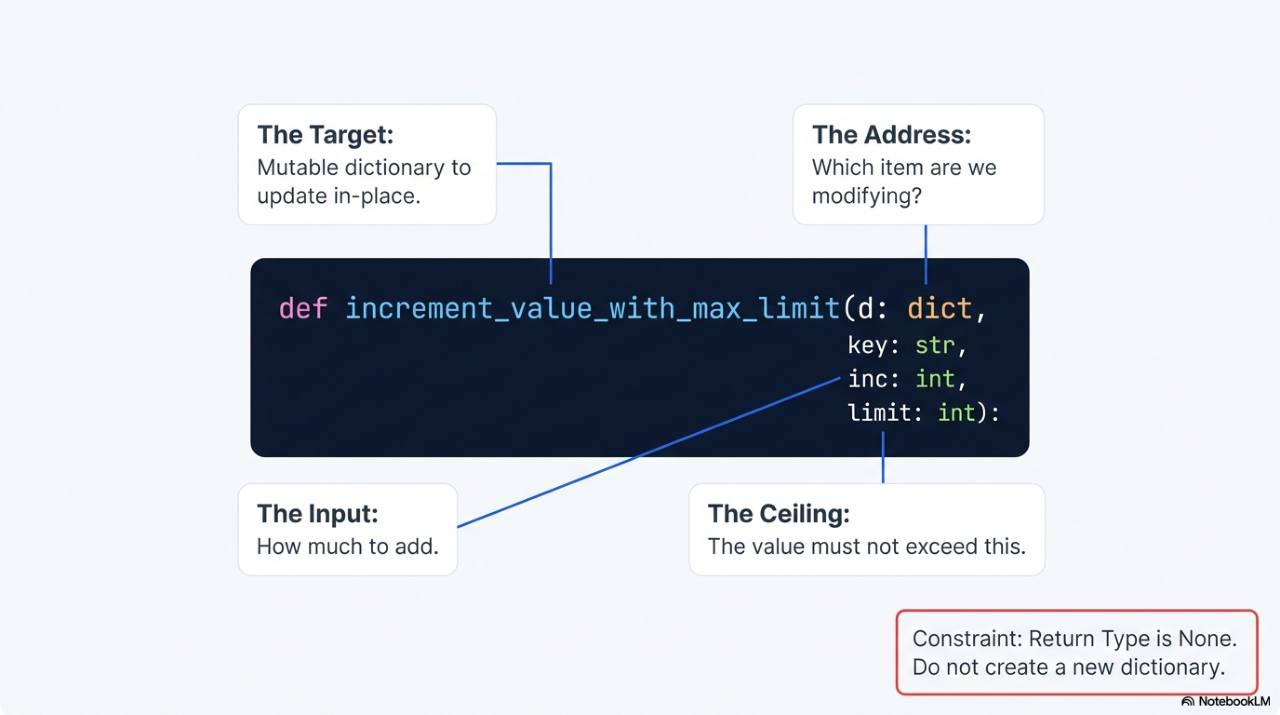 The Target:
Mutable dictionary to
update in-place.
The Address:
Which item are we
modifying?
def increment_value_with_max_limit(d: dict,
key: str,
inc: int,
limit: int):
The Input:
How much to add.
The Ceiling:
The value must not exceed this.
Constraint: Return Type is None.
Do not create a new dictionary.
NotebookLM